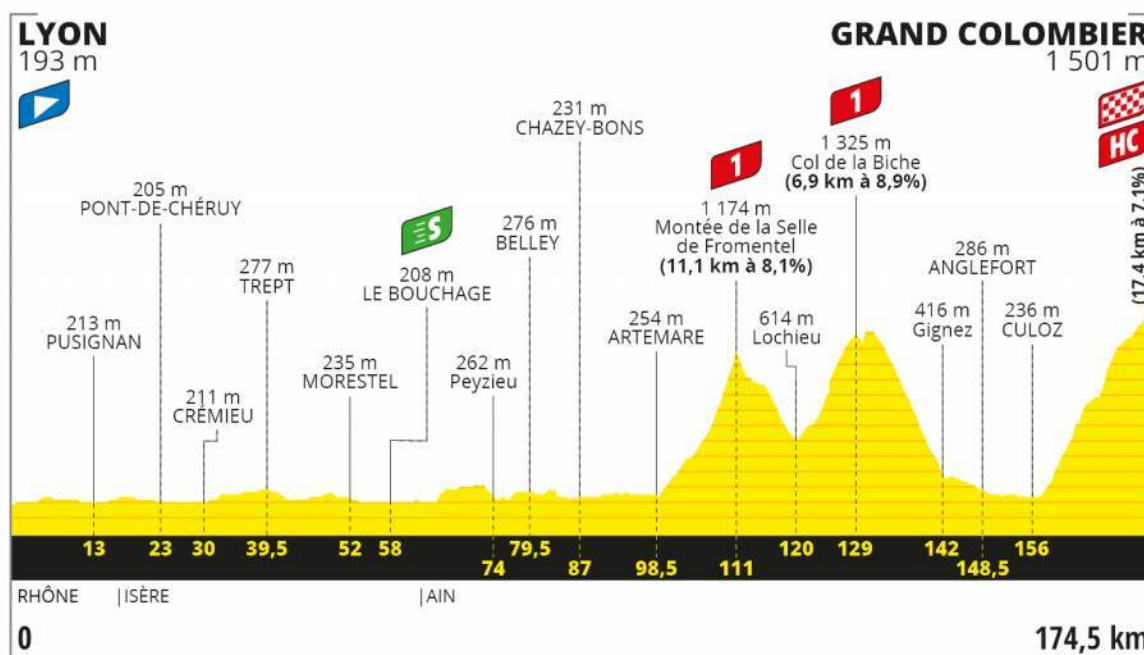 LYON
193 m
GRAND COLOMBIER
1 501 m
1
HC
231 m
CHAZEY-BONS
1
1 325 m
Col de la Biche
(6,9 km à 8,9%)
205 m
PONT-DE-CHÉRUY
S
276 m
BELLEY
1 174 m
Montée de la Selle
de Fromentel
(11,1 km à 8,1%)
286 m
ANGLEFORT
(17,4 km à 7,1%)
277 m
TREPT
208 m
LE BOUCHAGE
213 m
PUSIGNAN
254 m
ARTEMARE
614 m
Lochieu
416 m
Gignez
236 m
CULOZ
211 m
CRÉMIEU
235 m
MORESTEL
262 m
Peyzieu
13 23 30 39,5 52 58 79,5 98,5 120 129 142 156
74 87 111 148,5
RHÔNE |ISÈRE |AIN
0 174,5 km